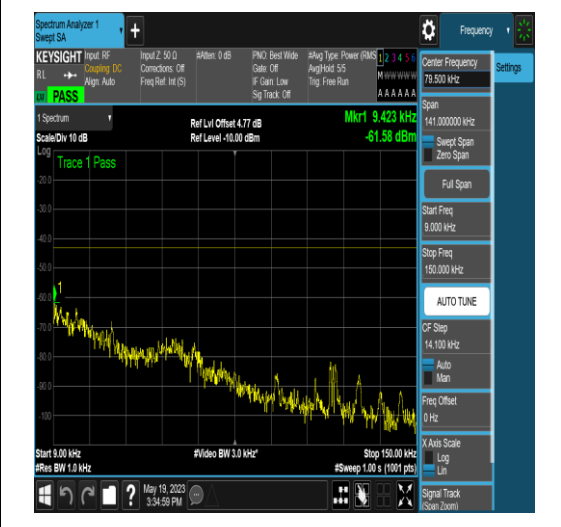 Spectrum Analyzer 1
Swept SA
Frequency
KEYSIGHT
RL
PASS
Input: RF
Coupling: DC
Align: Auto
Input Z: 50 Ω
Corrections: Off
Freq Ref: Int (S)
#Atten: 0 dB
PNO: Best Wide
Gate: Off
IF Gain: Low
Sig Track: Off
#Avg Type: Power (RMS
Avg|Hold: 5/5
Trig: Free Run
1 2 3 4 5 6
M W W W W W
A A A A A A
1 Spectrum
Scale/Div 10 dB
Ref Lvl Offset 4.77 dB
Ref Level -10.00 dBm
Mkr1 9.423 kHz
-61.58 dBm
Log
Trace 1 Pass
-20.0
-30.0
-40.0
-50.0
-60.0
-70.0
-80.0
-90.0
-100
1
Start 9.00 kHz
#Res BW 1.0 kHz
#Video BW 3.0 kHz*
Stop 150.00 kHz
#Sweep 1.00 s (1001 pts)
May 19, 2023
3:34:59 PM
Settings
Center Frequency
79.500 kHz
Span
141.000000 kHz
Swept Span
Zero Span
Full Span
Start Freq
9.000 kHz
Stop Freq
150.000 kHz
AUTO TUNE
CF Step
14.100 kHz
Auto
Man
Freq Offset
0 Hz
X Axis Scale
Log
Lin
Signal Track
(Span Zoom)